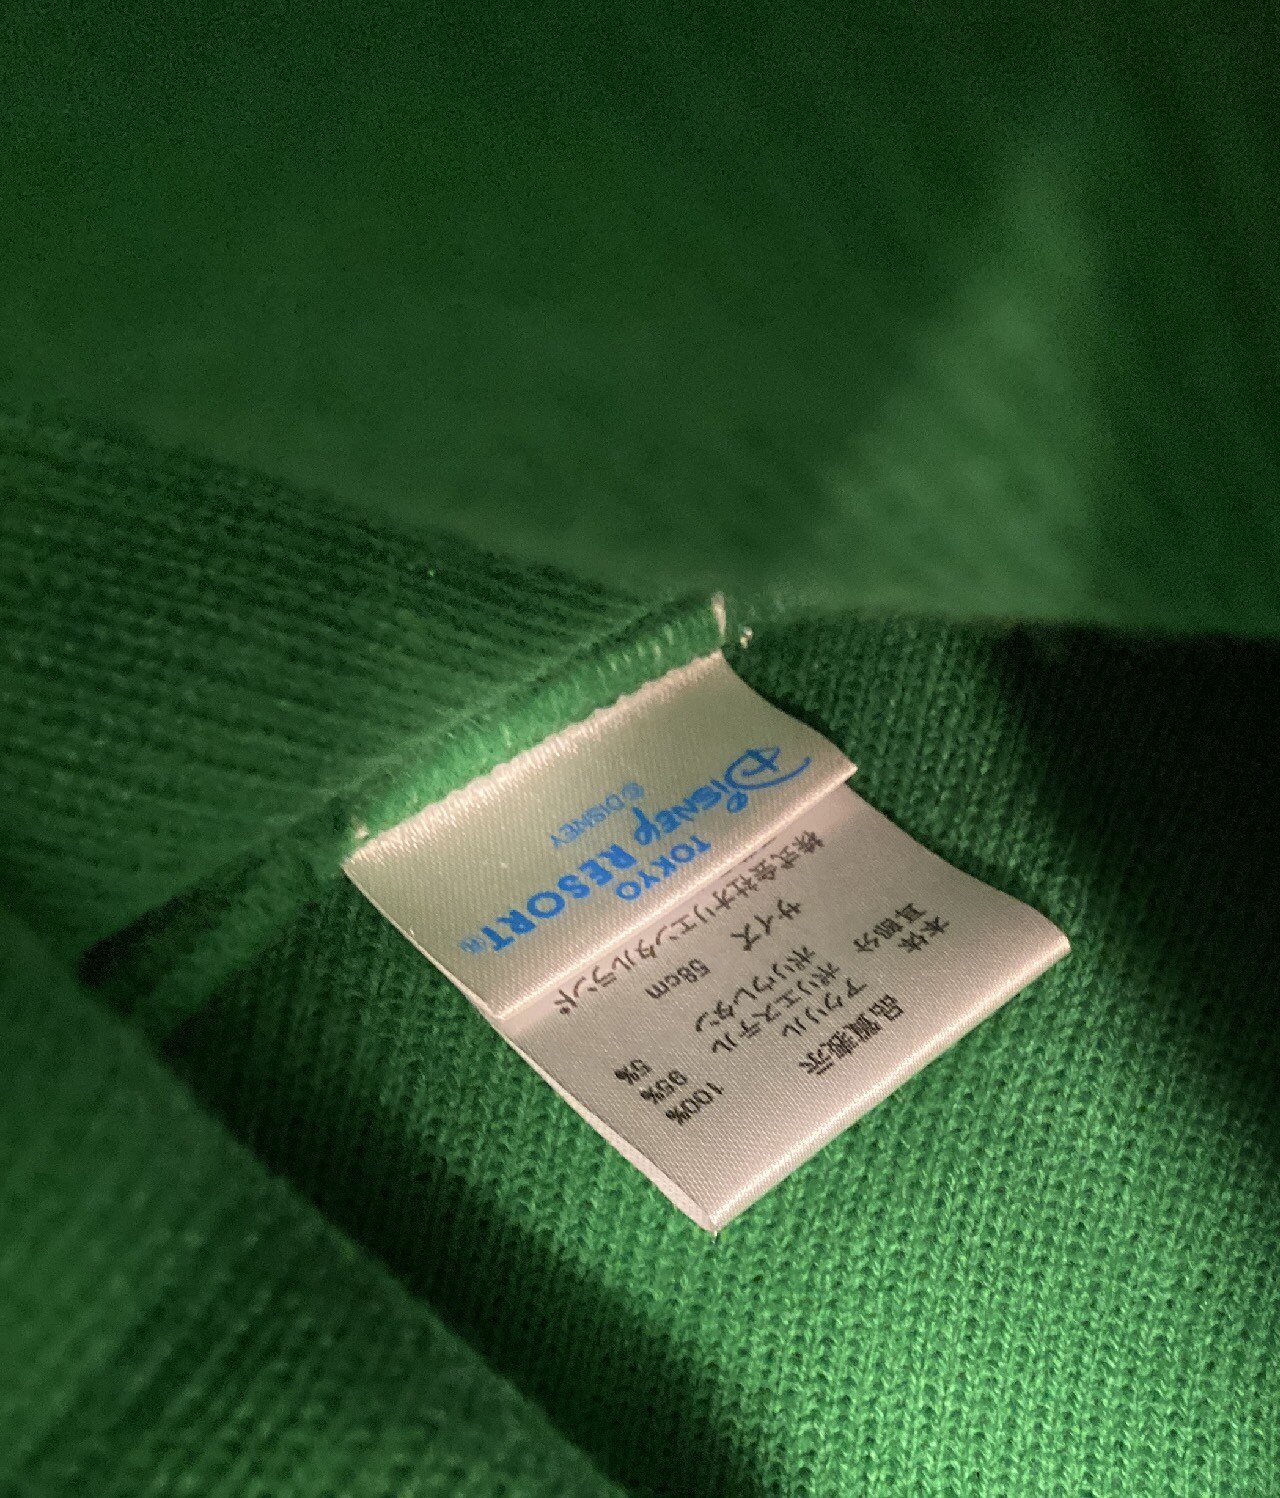 品質表示
本体 アクリル 100%
耳部分 ポリエステル 95%
ポリウレタン 5%
サイズ 58cm
株式会社オリエンタルランド
TOKYO
DISNEY RESORT®
©DISNEY